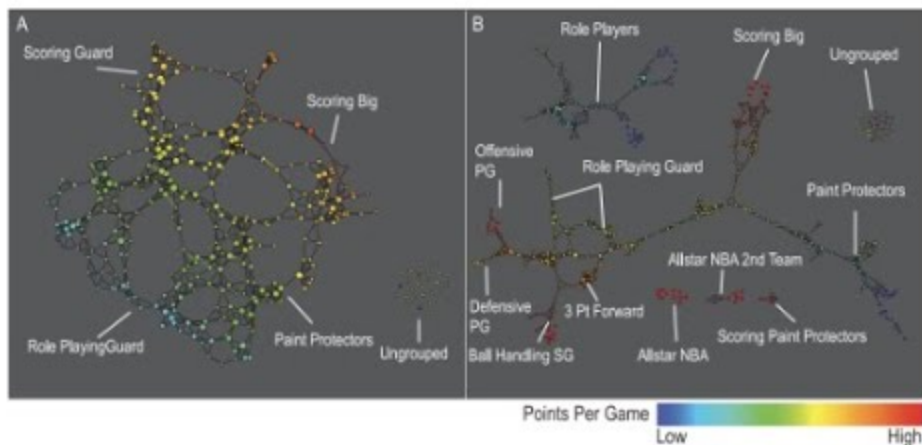 A
Scoring Guard
Scoring Big
Role PlayingGuard
Paint Protectors
Ungrouped
B
Role Players
Scoring Big
Ungrouped
Offensive
PG
Role Playing Guard
Paint Protectors
Allstar NBA 2nd Team
Defensive
PG
3 Pt Forward
Ball Handling SG
Allstar NBA
Scoring Paint Protectors
Points Per Game
Low
High